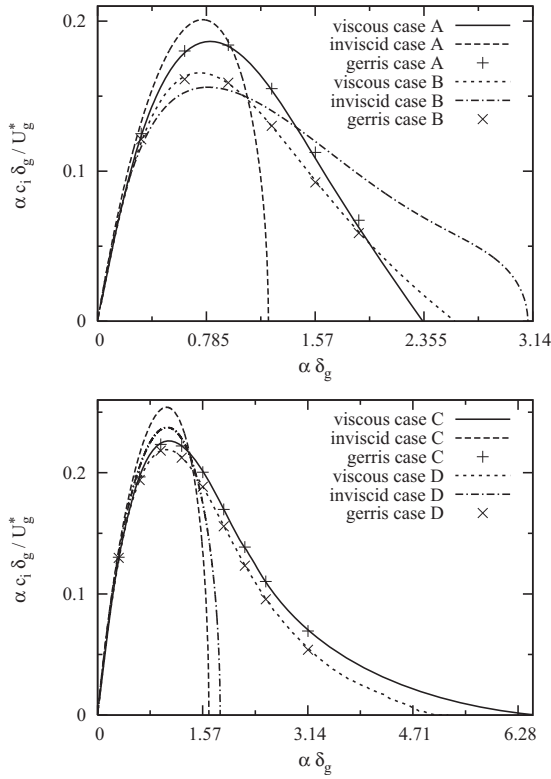 0.2
0.1
0
α c_i δ_g / U*_g
viscous case A
inviscid case A
gerris case A
viscous case B
inviscid case B
gerris case B
0 0.785 1.57 2.355 3.14
α δ_g
0.2
0.1
0
α c_i δ_g / U*_g
viscous case C
inviscid case C
gerris case C
viscous case D
inviscid case D
gerris case D
0 1.57 3.14 4.71 6.28
α δ_g